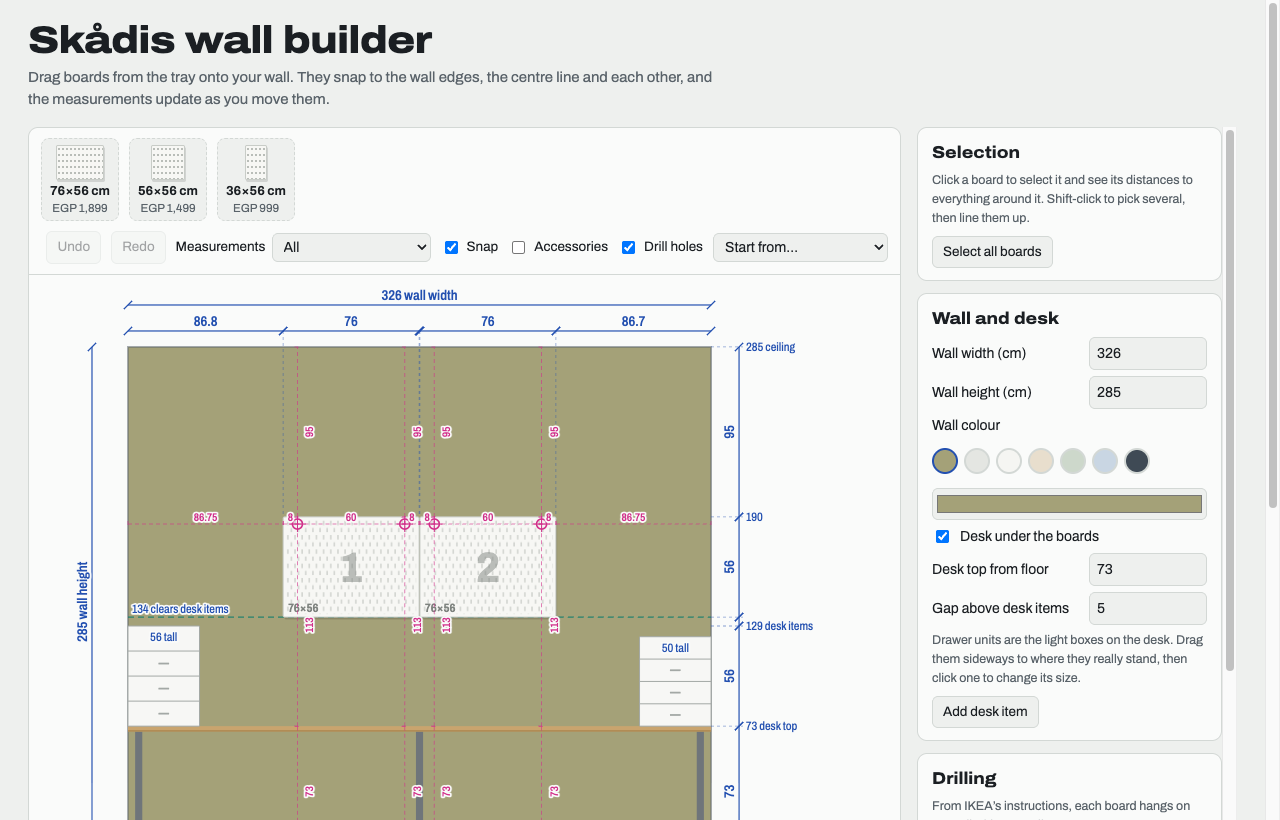 Skådis wall builder
Drag boards from the tray onto your wall. They snap to the wall edges, the centre line and each other, and
the measurements update as you move them.
76×56 cm
EGP 1,899
56×56 cm
EGP 1,499
36×56 cm
EGP 999
Undo
Redo
Measurements
All
Snap
Accessories
Drill holes
Start from...
326 wall width
86.8
76
76
86.7
285 ceiling
95
95
95
95
95
86.75
8
60
8
8
60
8
86.75
190
1
2
56
285 wall height
134 clears desk items
76×56
76×56
113
113
113
113
129 desk items
56 tall
50 tall
56
73 desk top
73
73
73
73
73
Selection
Click a board to select it and see its distances to
everything around it. Shift-click to pick several,
then line them up.
Select all boards
Wall and desk
Wall width (cm)
326
Wall height (cm)
285
Wall colour
Desk under the boards
Desk top from floor
73
Gap above desk items
5
Drawer units are the light boxes on the desk. Drag
them sideways to where they really stand, then
click one to change its size.
Add desk item
Drilling
From IKEA's instructions, each board hangs on